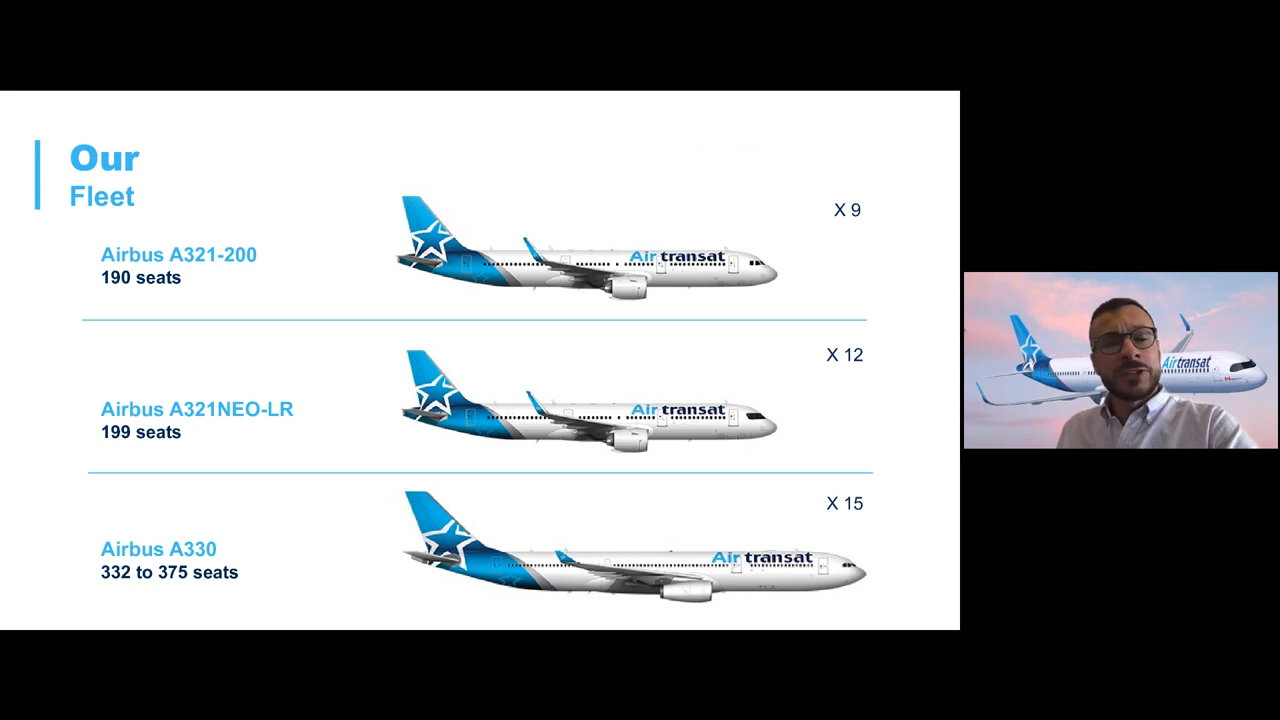 Our
Fleet
X 9
Airbus A321-200
190 seats
Air transat
X 12
Airbus A321NEO-LR
199 seats
Air transat
X 15
Airbus A330
332 to 375 seats
Air transat
Air transat